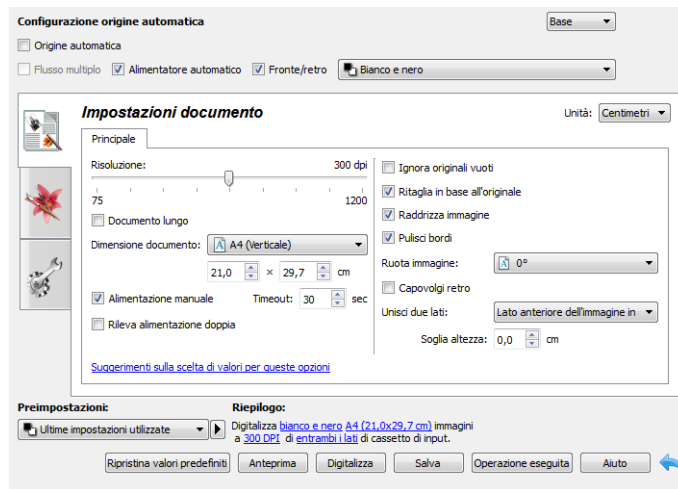 Configurazione origine automatica
Base
Origine automatica
Flusso multiplo Alimentatore automatico Fronte/retro Bianco e nero
Impostazioni documento
Unità: Centimetri
Principale
Risoluzione: 300 dpi
75 1200
Documento lungo
Dimensione documento: A4 (Verticale)
21,0 × 29,7 cm
Alimentazione manuale Timeout: 30 sec
Rileva alimentazione doppia
Suggerimenti sulla scelta di valori per queste opzioni
Ignora originali vuoti
Ritaglia in base all'originale
Raddrizza immagine
Pulisci bordi
Ruota immagine: 0°
Capovolgi retro
Unisci due lati: Lato anteriore dell'immagine in
Soglia altezza: 0,0 cm
Preimpostazioni:
Ultime impostazioni utilizzate
Riepilogo:
Digitalizza bianco e nero A4 (21,0x29,7 cm) immagini
a 300 DPI di entrambi i lati di cassetto di input.
Ripristina valori predefiniti Anteprima Digitalizza Salva Operazione eseguita Aiuto